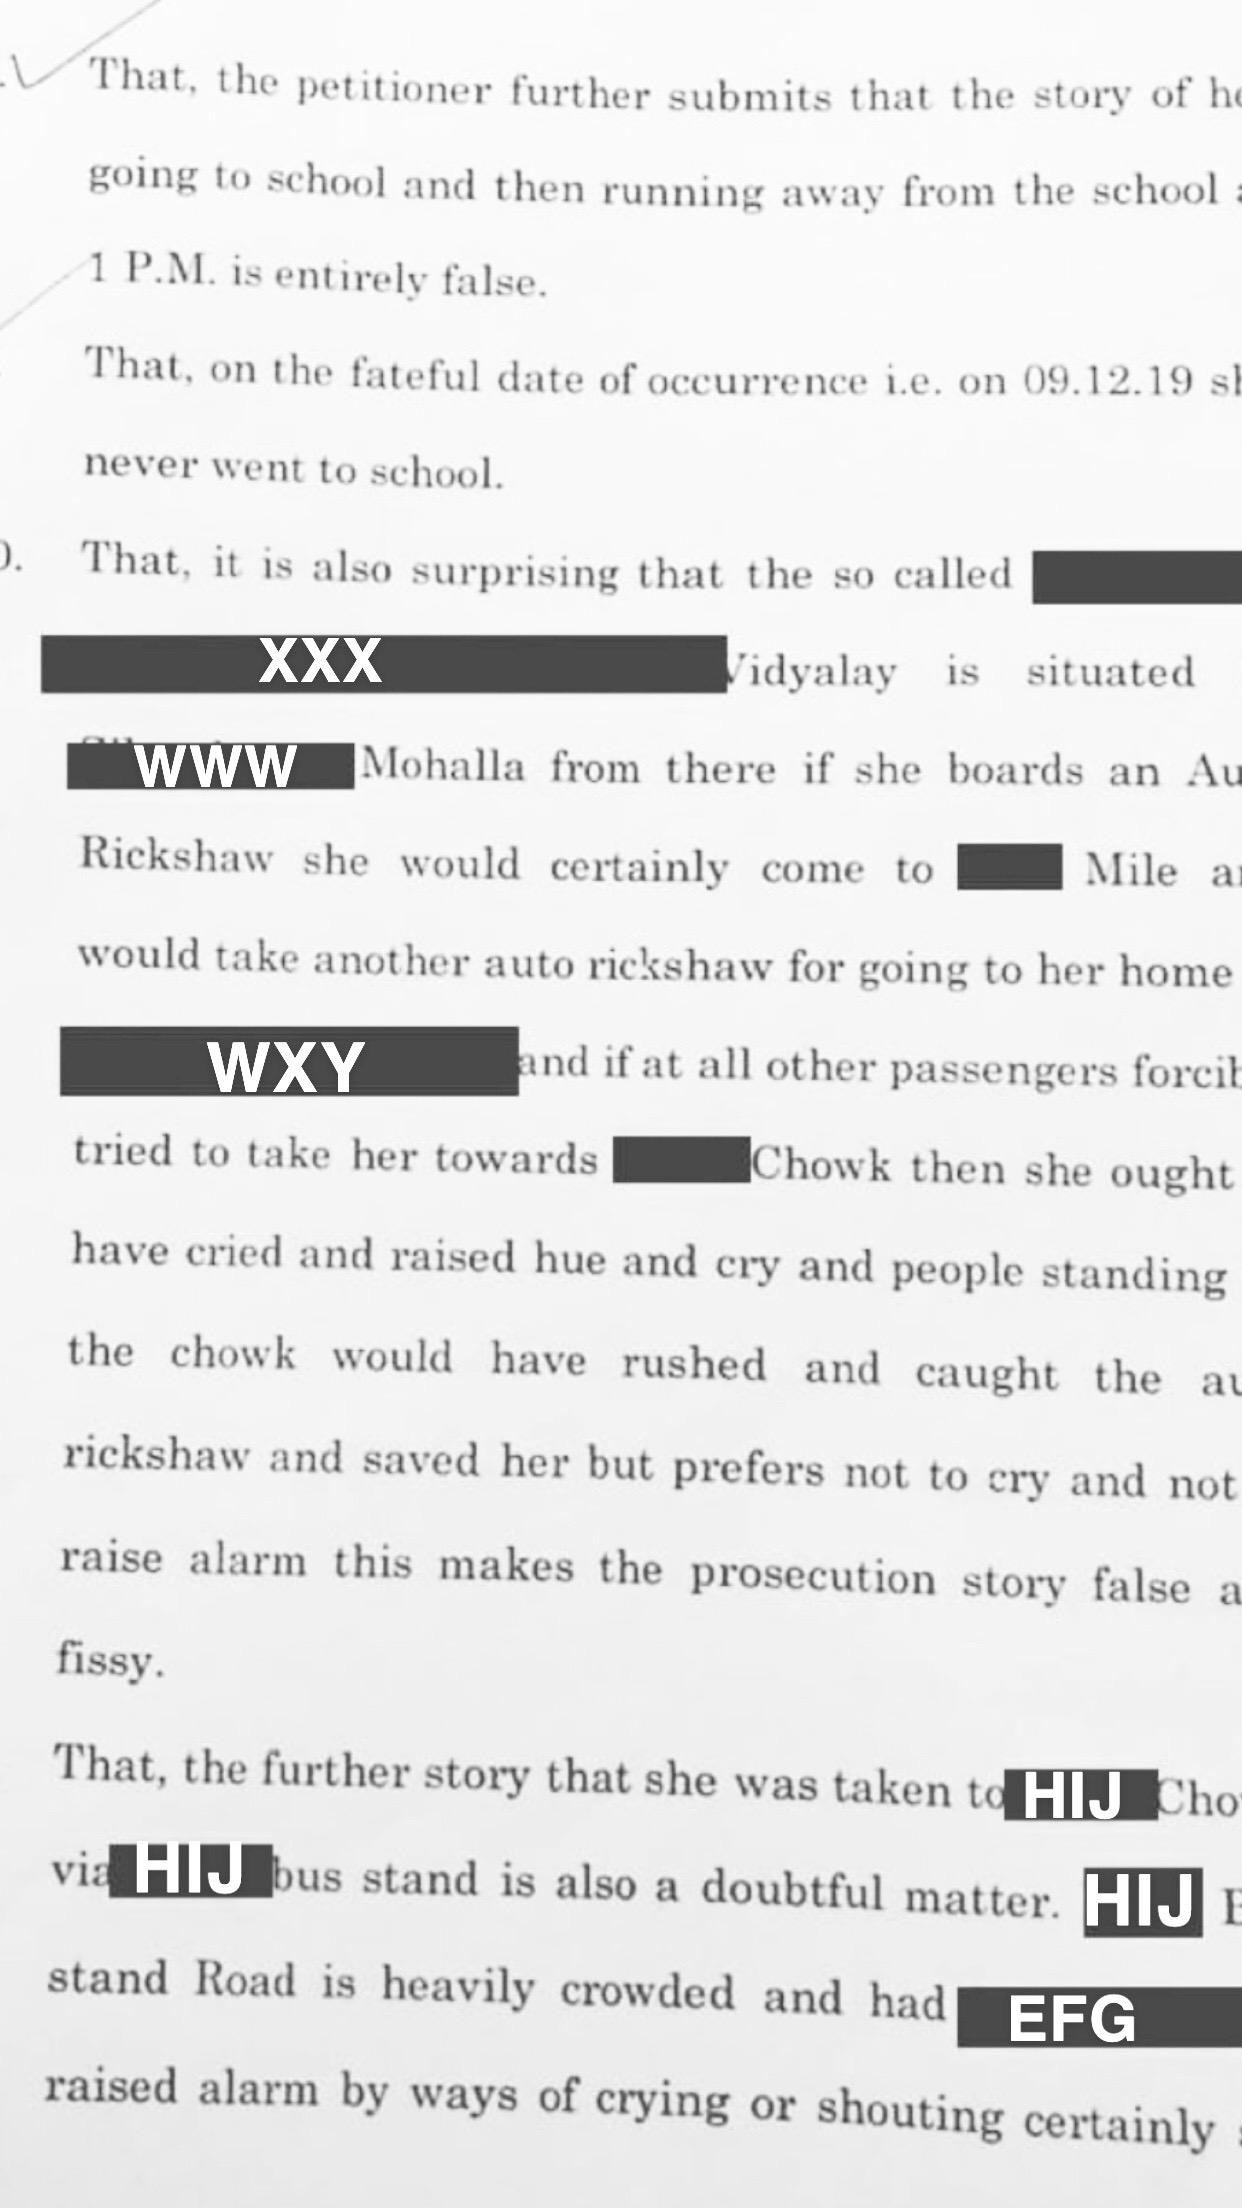 That, the petitioner further submits that the story of
going to school and then running away from the school
1 P.M. is entirely false.
That, on the fateful date of occurrence i.e. on 09.12.19
never went to school.
That, it is also surprising that the so called
XXX Vidyalay is situated
WWW Mohalla from there if she boards an
Rickshaw she would certainly come to Mile
would take another auto rickshaw for going to her home
WXY and if at all other passengers
tried to take her towards Chowk then she ought
have cried and raised hue and cry and people standing
the chowk would have rushed and caught the
rickshaw and saved her but prefers not to cry and not
raise alarm this makes the prosecution story false
fissy.
That, the further story that she was taken to HIJ
via HIJ bus stand is also a doubtful matter. HIJ
stand Road is heavily crowded and had EFG
raised alarm by ways of crying or shouting certainly